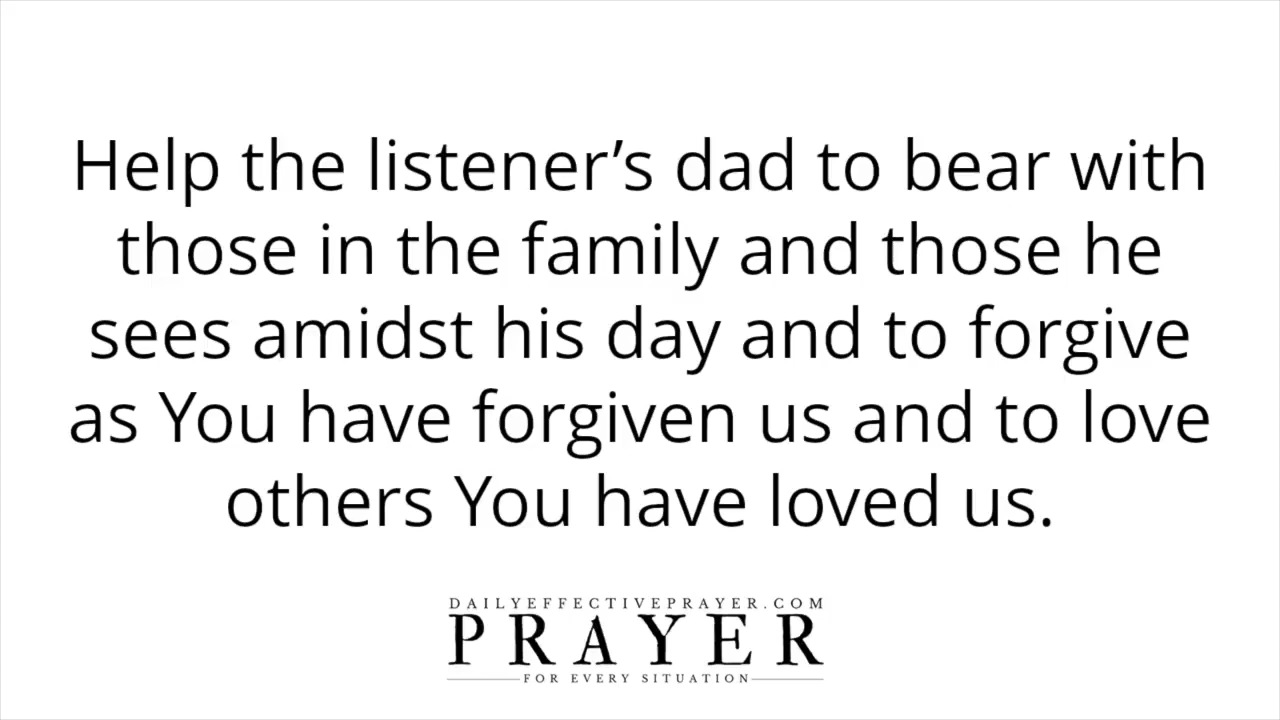 Help the listener’s dad to bear with
those in the family and those he
sees amidst his day and to forgive
as You have forgiven us and to love
others You have loved us.
DAILYEFFECTIVEPRAYER.COM
PRAYER
FOR EVERY SITUATION